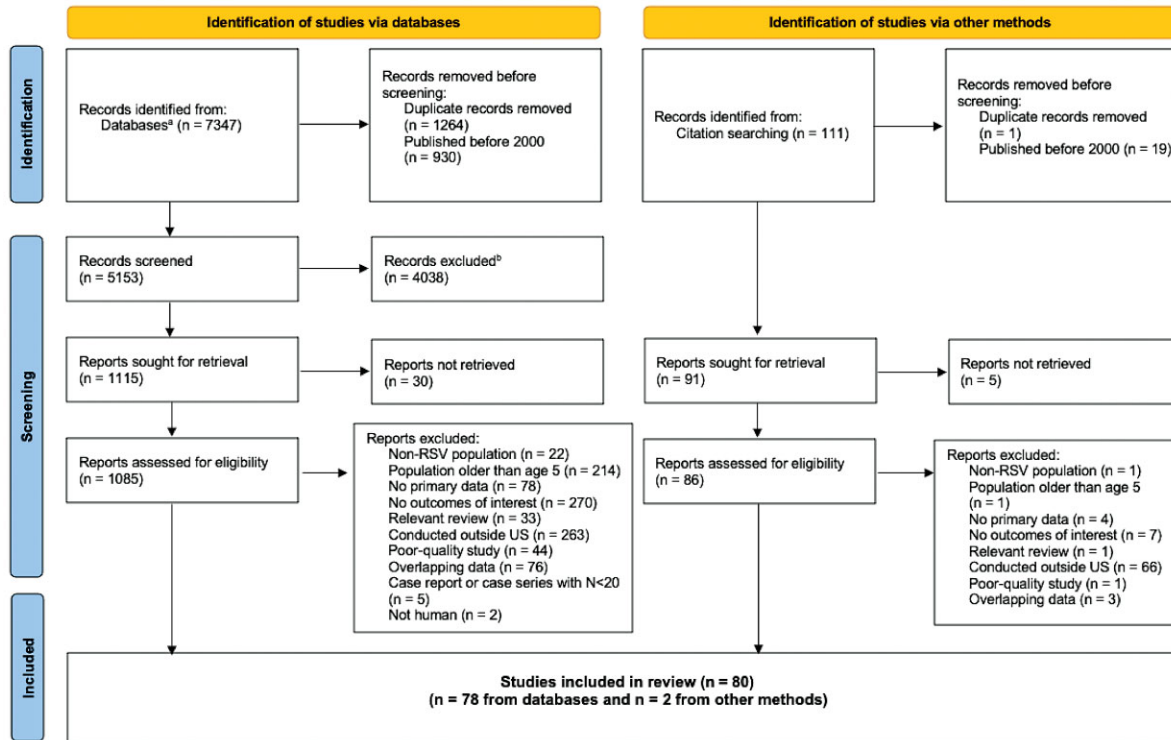 Identification of studies via databases
Identification of studies via other methods
Identification
Records identified from:
Databasesᵃ (n = 7347)
Records removed before
screening:
Duplicate records removed
(n = 1264)
Published before 2000
(n = 930)
Records identified from:
Citation searching (n = 111)
Records removed before
screening:
Duplicate records removed
(n = 1)
Published before 2000 (n = 19)
Screening
Records screened
(n = 5153)
Records excludedᵇ
(n = 4038)
Reports sought for retrieval
(n = 1115)
Reports not retrieved
(n = 30)
Reports sought for retrieval
(n = 91)
Reports not retrieved
(n = 5)
Reports assessed for eligibility
(n = 1085)
Reports excluded:
Non-RSV population (n = 22)
Population older than age 5 (n = 214)
No primary data (n = 78)
No outcomes of interest (n = 270)
Relevant review (n = 33)
Conducted outside US (n = 263)
Poor-quality study (n = 44)
Overlapping data (n = 76)
Case report or case series with N<20
(n = 5)
Not human (n = 2)
Reports assessed for eligibility
(n = 86)
Reports excluded:
Non-RSV population (n = 1)
Population older than age 5
(n = 1)
No primary data (n = 4)
No outcomes of interest (n = 7)
Relevant review (n = 1)
Conducted outside US (n = 66)
Poor-quality study (n = 1)
Overlapping data (n = 3)
Included
Studies included in review (n = 80)
(n = 78 from databases and n = 2 from other methods)